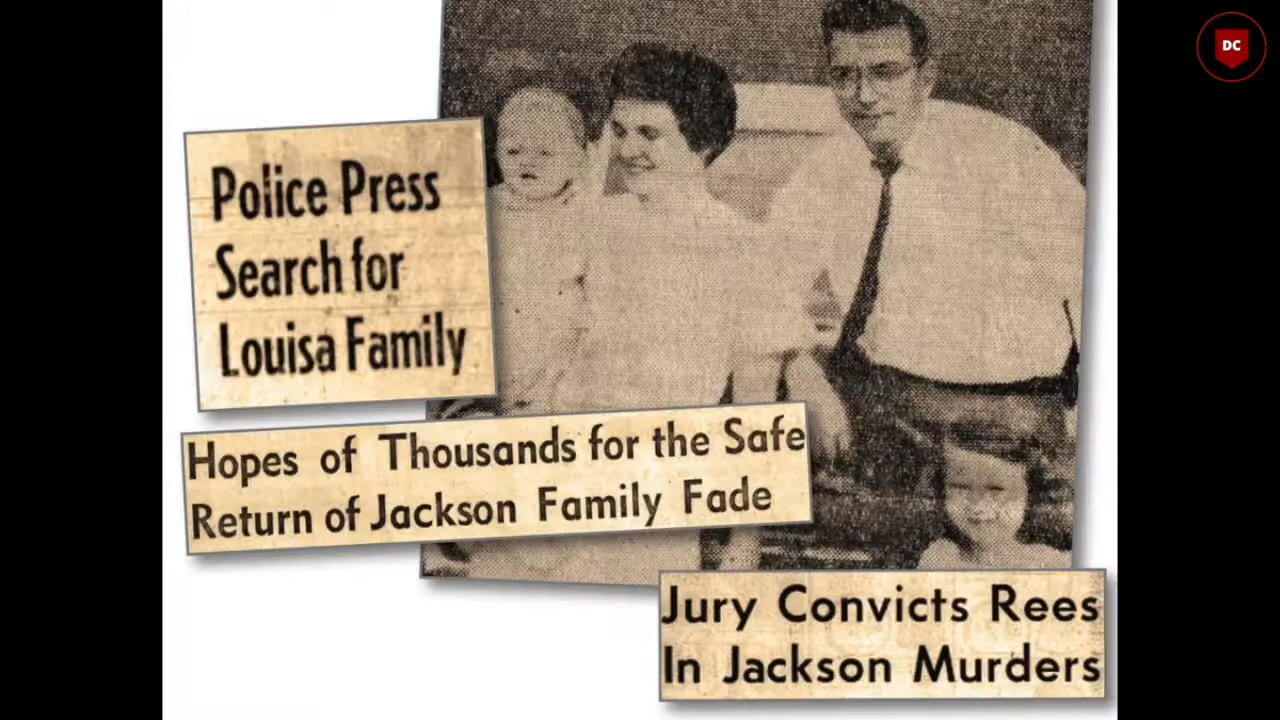 DC
Police Press
Search for
Louisa Family
Hopes of Thousands for the Safe
Return of Jackson Family Fade
Jury Convicts Rees
In Jackson Murders